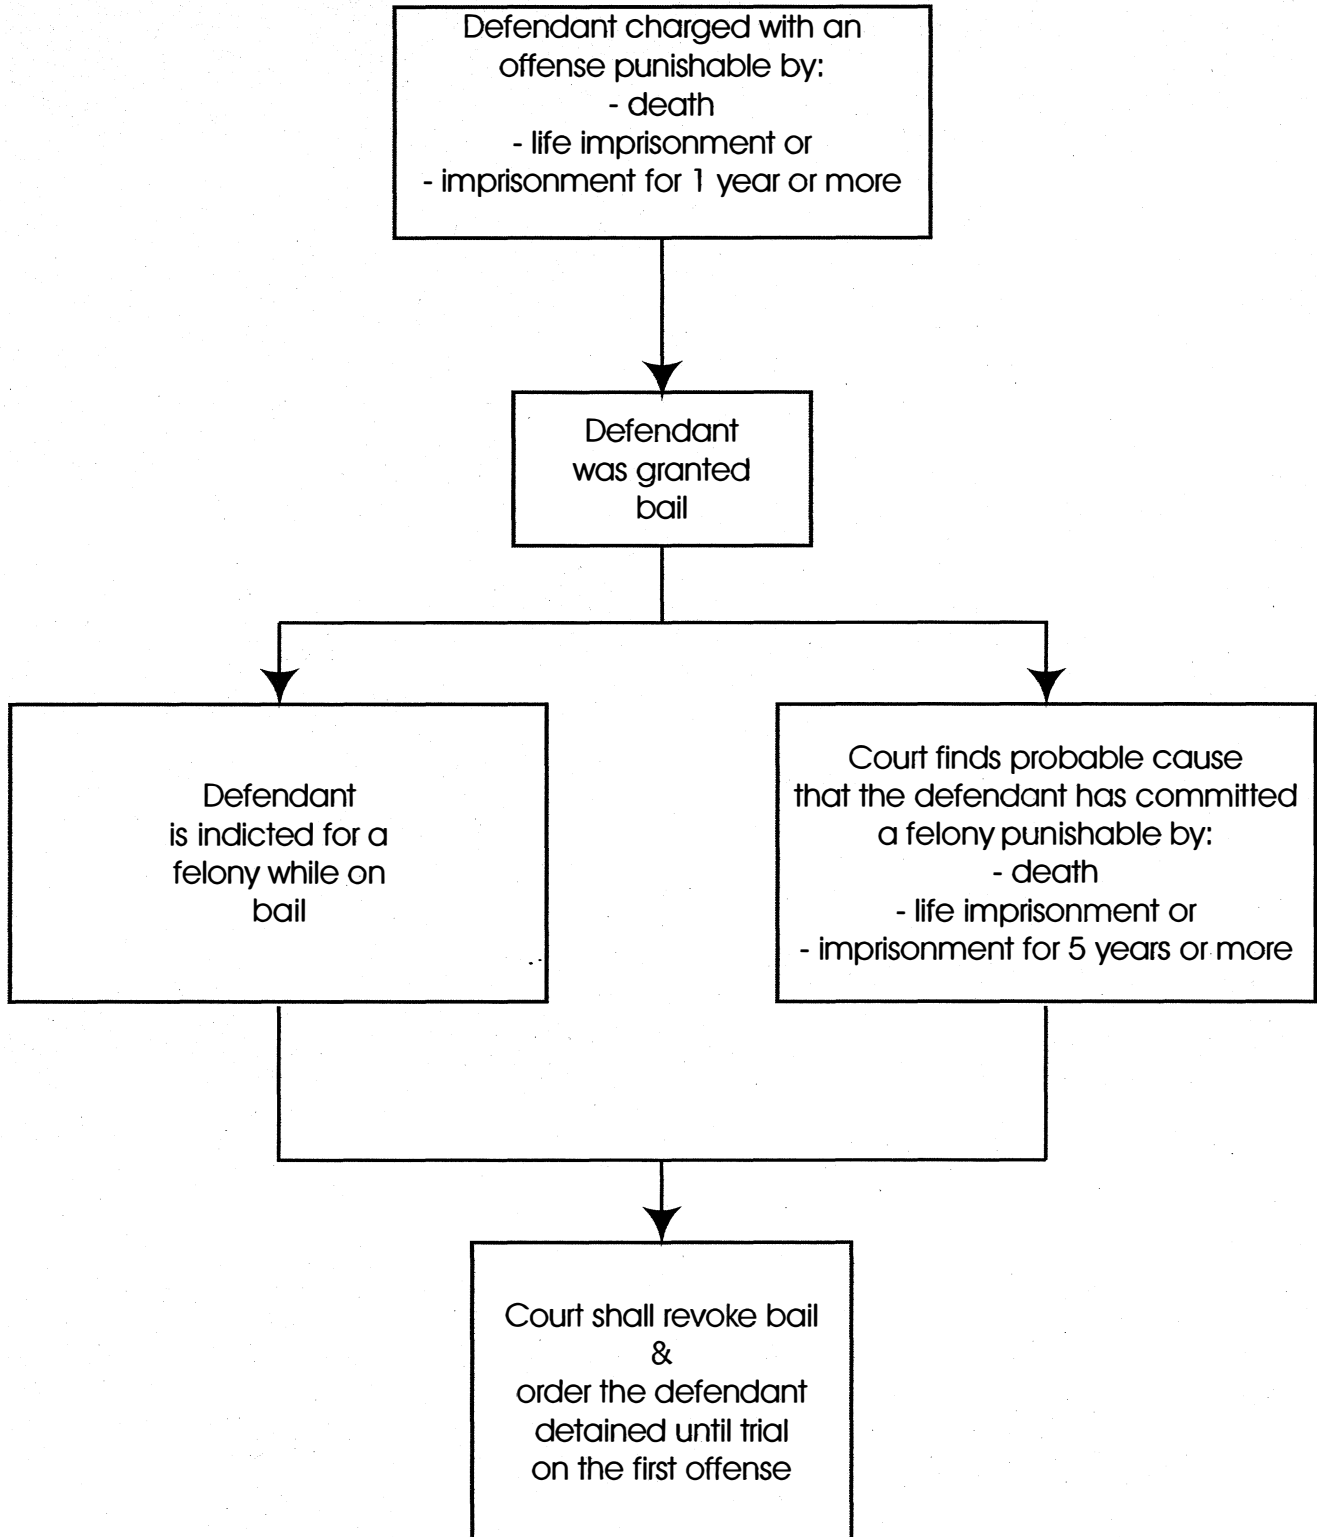 Defendant charged with an
offense punishable by:
- death
- life imprisonment or
- imprisonment for 1 year or more
Defendant
was granted
bail
Defendant
is indicted for a
felony while on
bail
Court finds probable cause
that the defendant has committed
a felony punishable by:
- death
- life imprisonment or
- imprisonment for 5 years or more
Court shall revoke bail
&
order the defendant
detained until trial
on the first offense